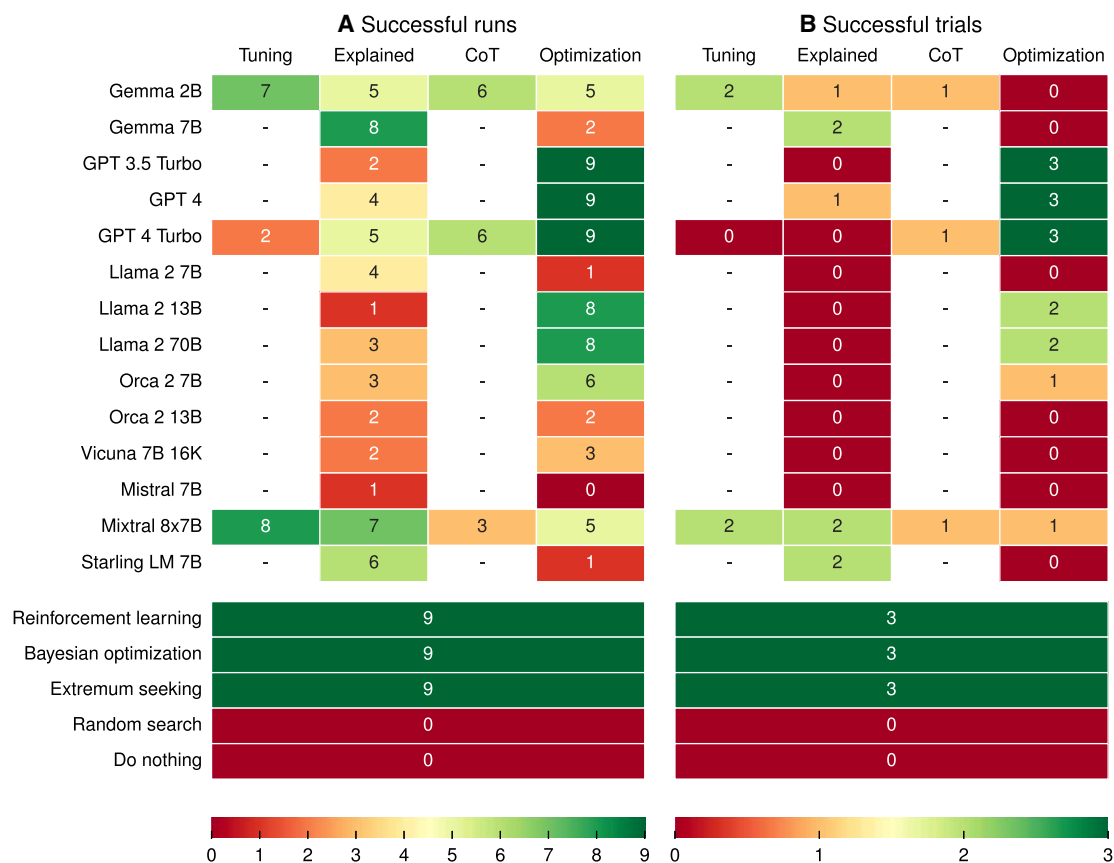 A Successful runs B Successful trials
Tuning Explained CoT Optimization Tuning Explained CoT Optimization
Gemma 2B 7 5 6 5 2 1 1 0
Gemma 7B - 8 - 2 - 2 - 0
GPT 3.5 Turbo - 2 - 9 - 0 - 3
GPT 4 - 4 - 9 - 1 - 3
GPT 4 Turbo 2 5 6 9 0 0 1 3
Llama 2 7B - 4 - 1 - 0 - 0
Llama 2 13B - 1 - 8 - 0 - 2
Llama 2 70B - 3 - 8 - 0 - 2
Orca 2 7B - 3 - 6 - 0 - 1
Orca 2 13B - 2 - 2 - 0 - 0
Vicuna 7B 16K - 2 - 3 - 0 - 0
Mistral 7B - 1 - 0 - 0 - 0
Mixtral 8x7B 8 7 3 5 2 2 1 1
Starling LM 7B - 6 - 1 - 2 - 0
Reinforcement learning 9 3
Bayesian optimization 9 3
Extremum seeking 9 3
Random search 0 0
Do nothing 0 0
0 1 2 3 4 5 6 7 8 9 0 1 2 3